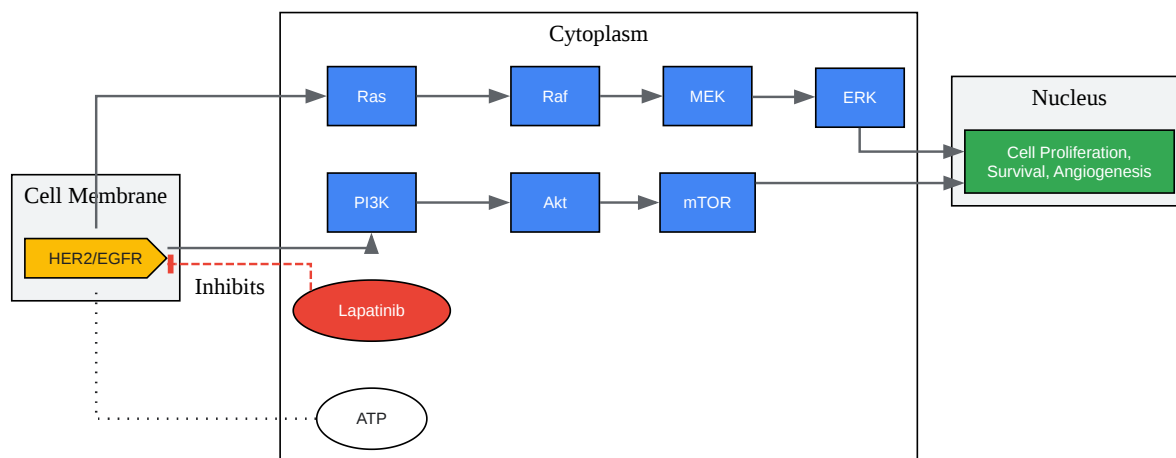 Cytoplasm
Ras
Raf
MEK
ERK
Nucleus
Cell Proliferation,
Survival, Angiogenesis
Cell Membrane
PI3K
Akt
mTOR
HER2/EGFR
Inhibits
Lapatinib
ATP